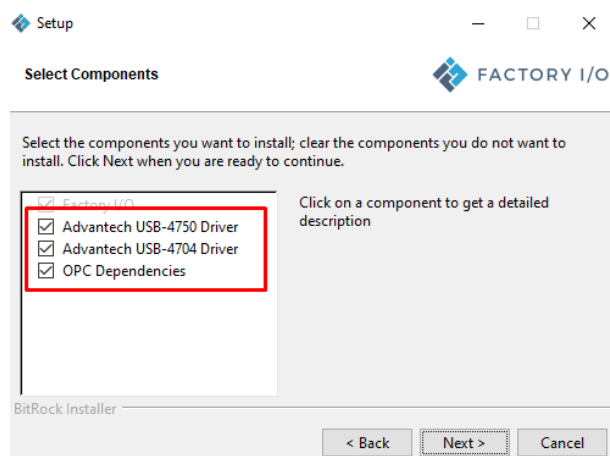 Setup
Select Components
FACTORY I/O
Select the components you want to install; clear the components you do not want to
install. Click Next when you are ready to continue.
Factory I/O
Advantech USB-4750 Driver
Advantech USB-4704 Driver
OPC Dependencies
Click on a component to get a detailed
description
BitRock Installer
< Back
Next >
Cancel